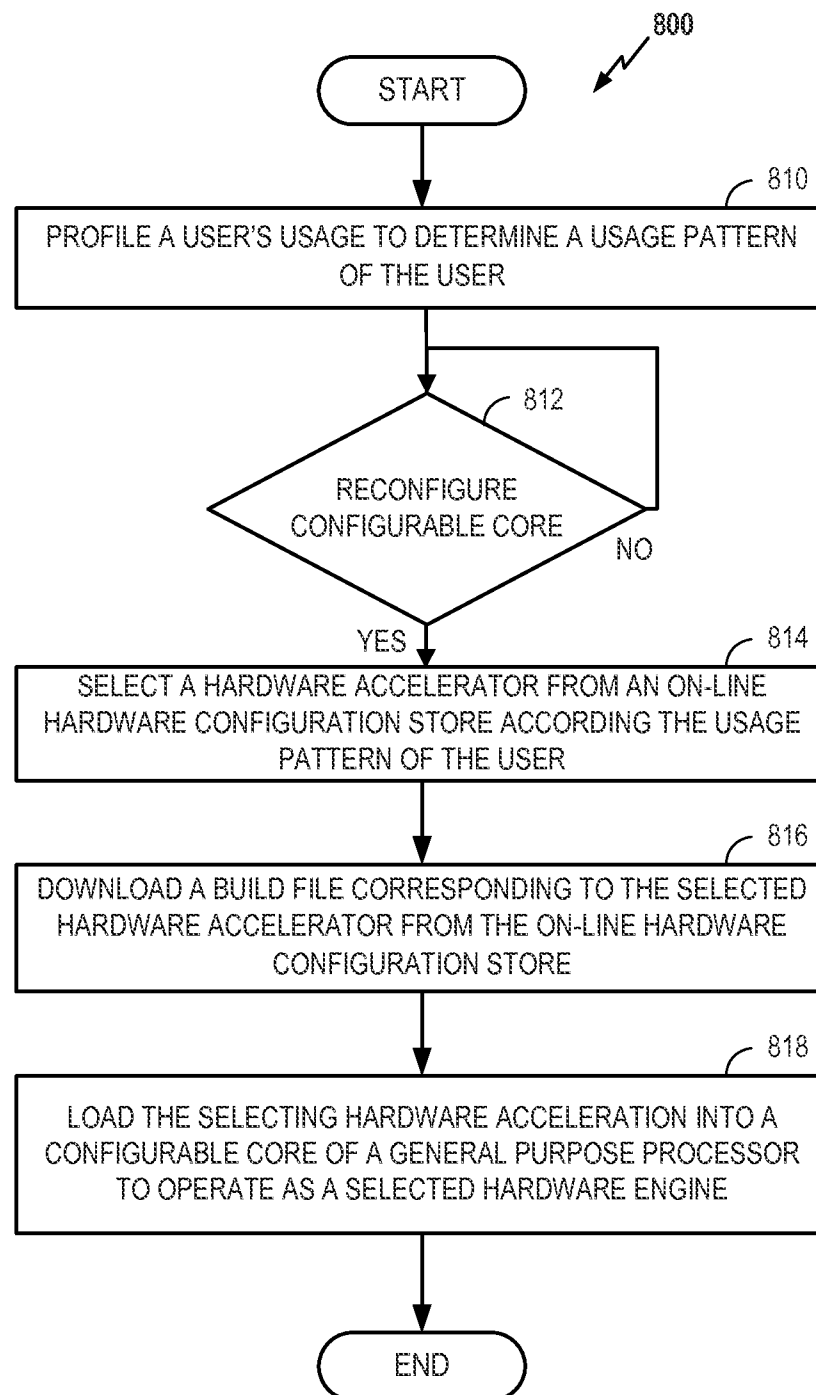 800
START
810
PROFILE A USER'S USAGE TO DETERMINE A USAGE PATTERN
OF THE USER
812
RECONFIGURE
CONFIGURABLE CORE
NO
YES
814
SELECT A HARDWARE ACCELERATOR FROM AN ON-LINE
HARDWARE CONFIGURATION STORE ACCORDING THE USAGE
PATTERN OF THE USER
816
DOWNLOAD A BUILD FILE CORRESPONDING TO THE SELECTED
HARDWARE ACCELERATOR FROM THE ON-LINE HARDWARE
CONFIGURATION STORE
818
LOAD THE SELECTING HARDWARE ACCELERATION INTO A
CONFIGURABLE CORE OF A GENERAL PURPOSE PROCESSOR
TO OPERATE AS A SELECTED HARDWARE ENGINE
END